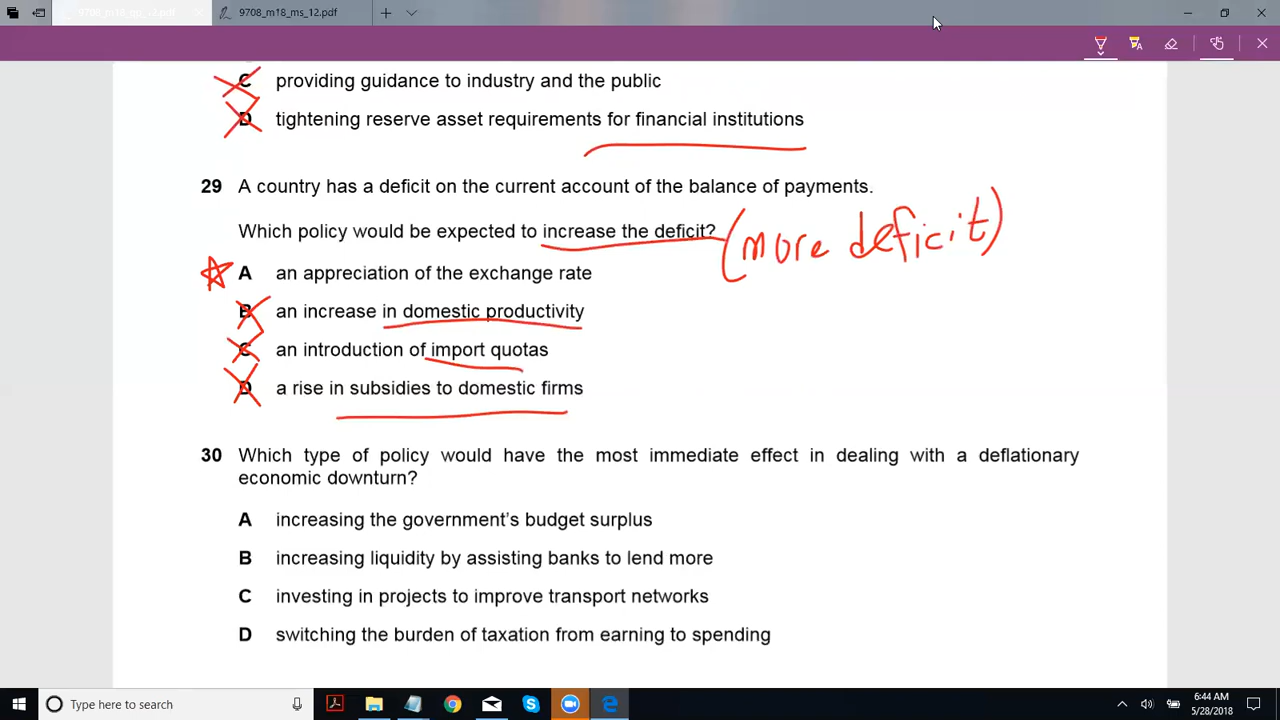 9708_m18_ms_12.pdf
C providing guidance to industry and the public
D tightening reserve asset requirements for financial institutions
29 A country has a deficit on the current account of the balance of payments.
Which policy would be expected to increase the deficit? (more deficit)
A an appreciation of the exchange rate
B an increase in domestic productivity
C an introduction of import quotas
D a rise in subsidies to domestic firms
30 Which type of policy would have the most immediate effect in dealing with a deflationary
economic downturn?
A increasing the government's budget surplus
B increasing liquidity by assisting banks to lend more
C investing in projects to improve transport networks
D switching the burden of taxation from earning to spending
Type here to search
6:44 AM
5/28/2018